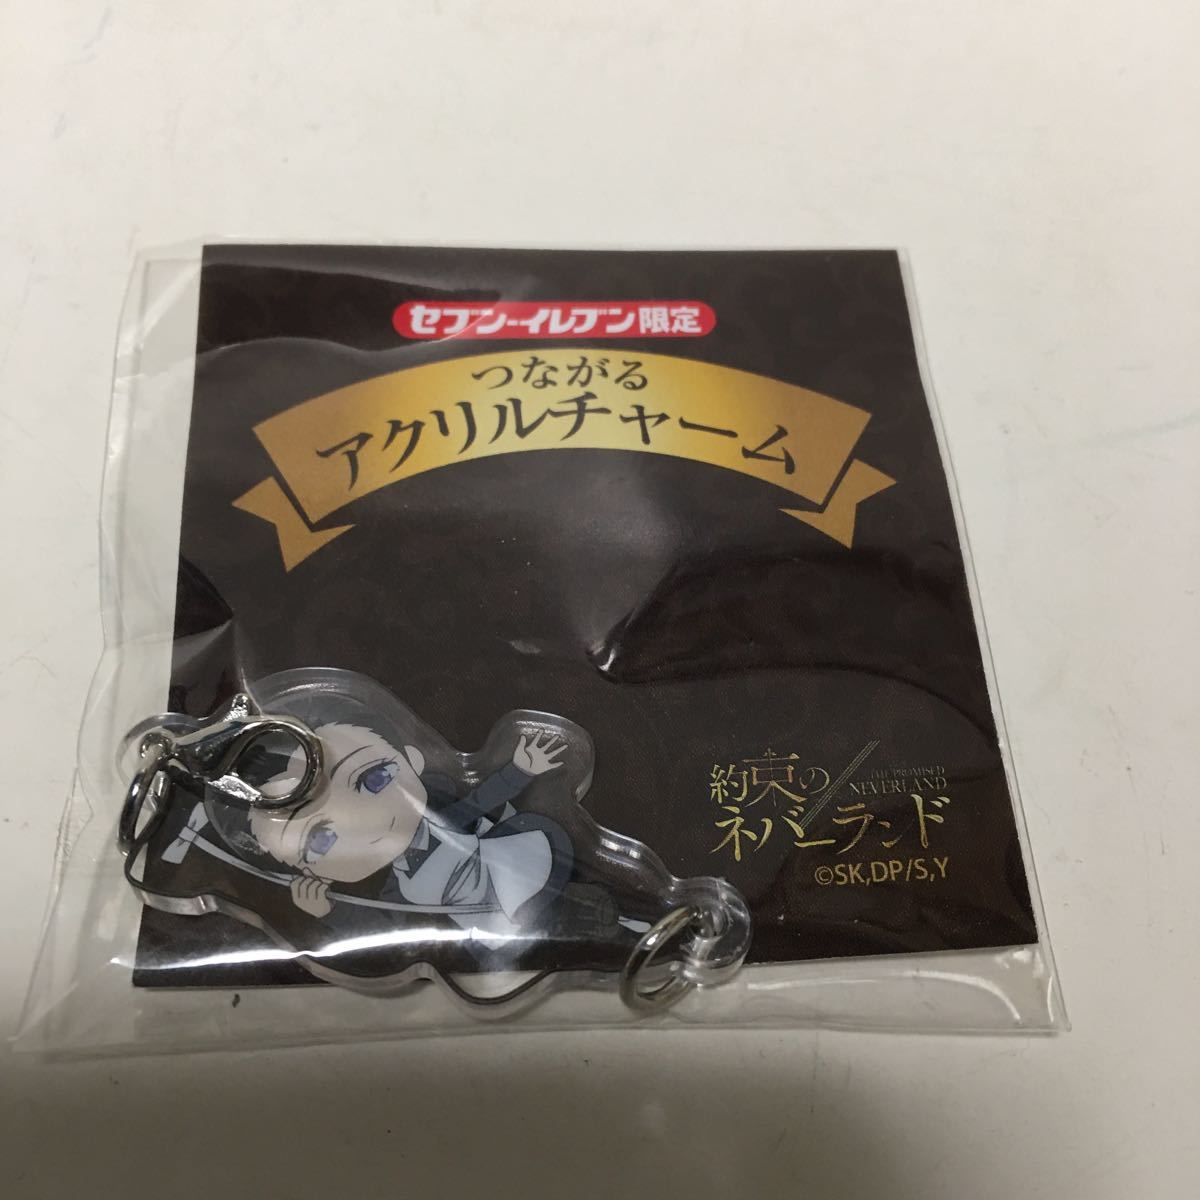 セブン-イレブン限定
つながる
アクリルチャーム
約束の
THE PROMISED
NEVERLAND
ネバーランド
©SK,DP/S,Y